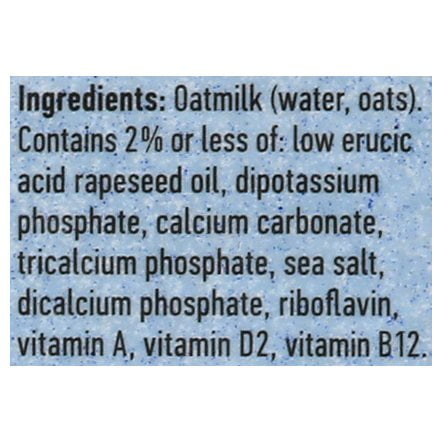 Ingredients: Oatmilk (water, oats).
Contains 2% or less of: low erucic
acid rapeseed oil, dipotassium
phosphate, calcium carbonate,
tricalcium phosphate, sea salt,
dicalcium phosphate, riboflavin,
vitamin A, vitamin D2, vitamin B12.